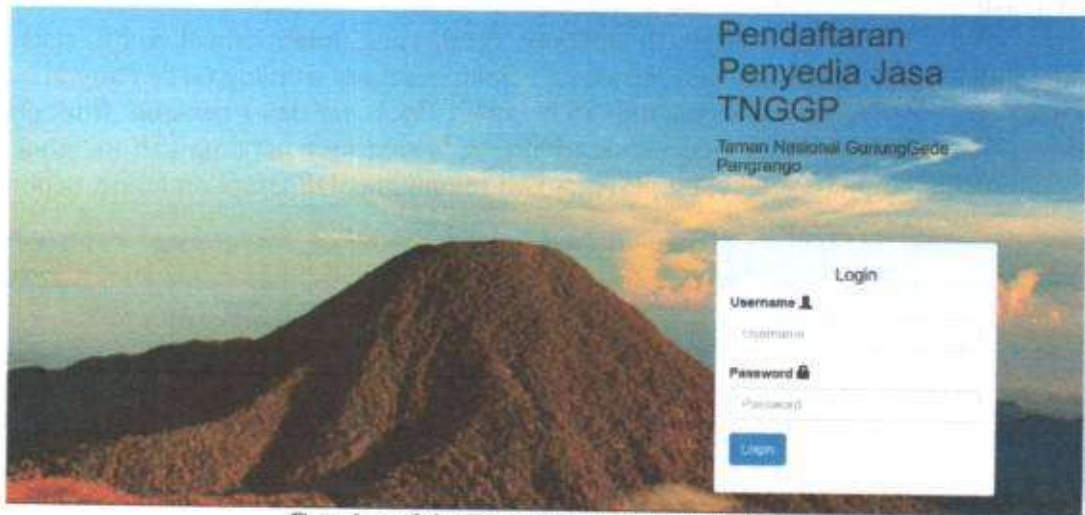 Pendaftaran
Penyedia Jasa
TNGGP
Taman Nasional GunungGede
Pangrango
Login
Username
Username
Password
Password
Login